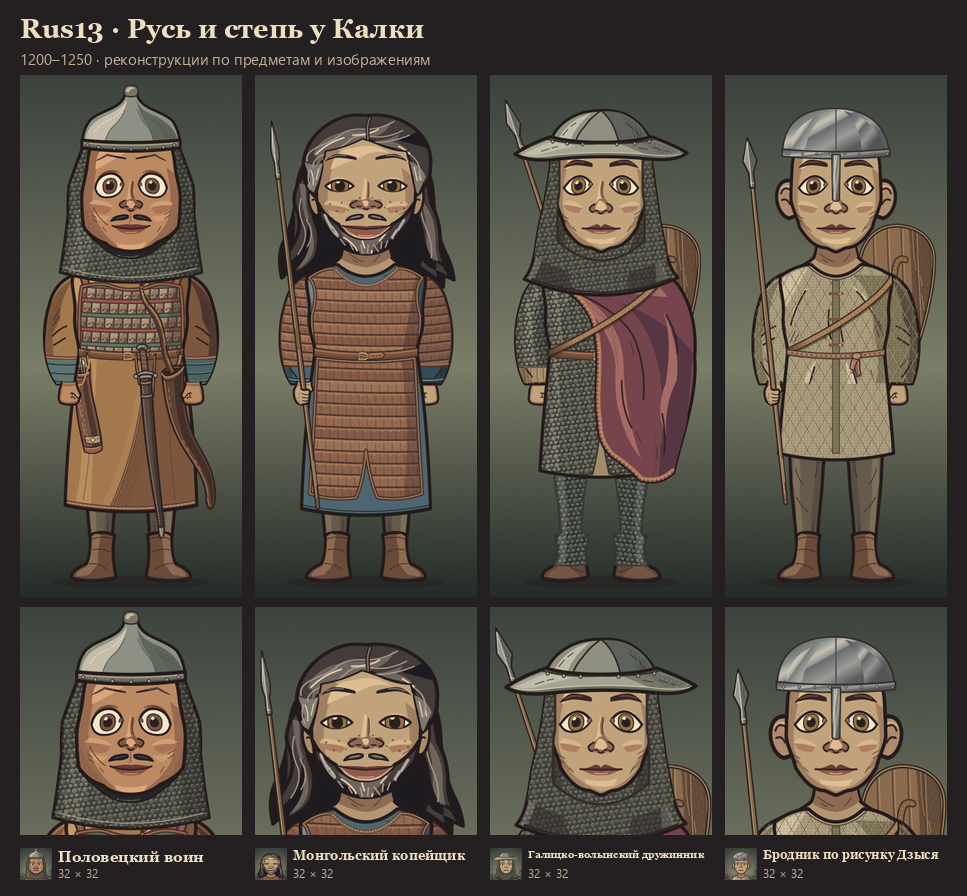 Rus13 · Русь и степь у Калки
1200–1250 · реконструкции по предметам и изображениям
Половецкий воин
32 × 32
Монгольский копейщик
32 × 32
Галицко-волынский дружинник
32 × 32
Бродник по рисунку Дзыся
32 × 32